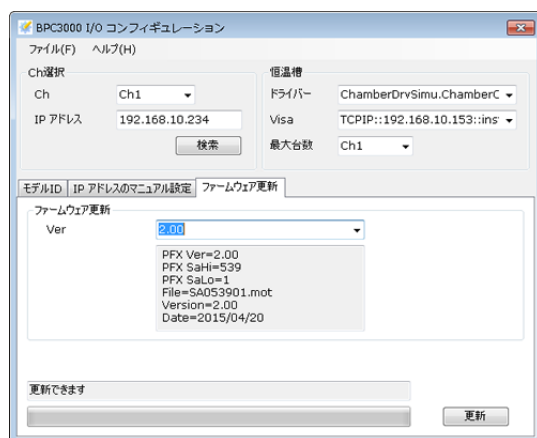 BPC3000 I/O コンフィギュレーション
ファイル(F) ヘルプ(H)
Ch選択
Ch Ch1
IP アドレス 192.168.10.234
検索
恒温槽
ドライバー ChamberDrvSimu.ChamberC
Visa TCPIP::192.168.10.153::ins
最大台数 Ch1
モデルID IP アドレスのマニュアル設定 ファームウェア更新
ファームウェア更新
Ver 2.00
PFX Ver=2.00
PFX SaHi=539
PFX SaLo=1
File=SA053901.mot
Version=2.00
Date=2015/04/20
更新できます
更新